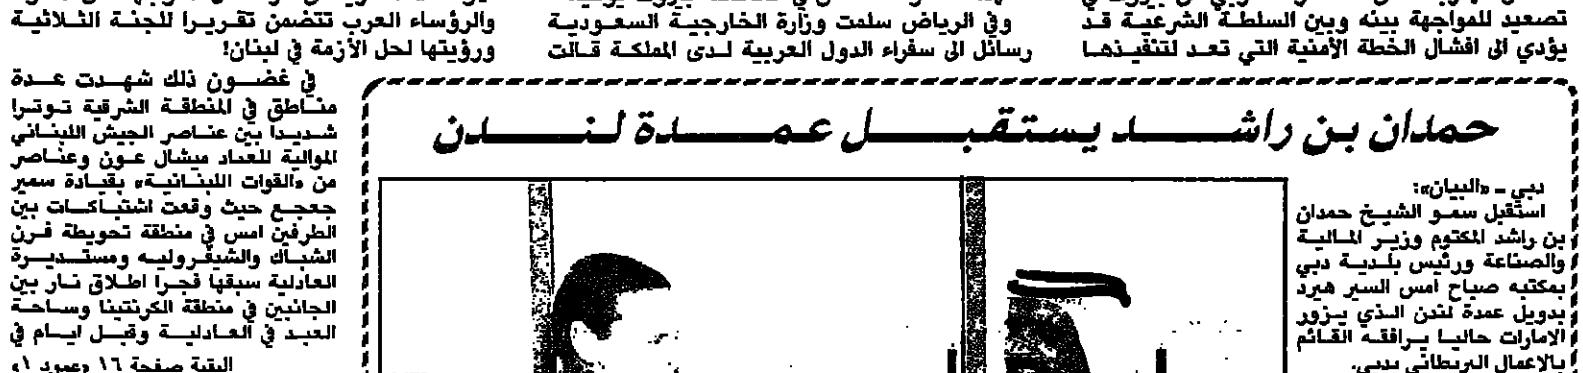 تصعيد للمواجهة بينه وبين السلطة الشرعية قد
يؤدي الى افشال الخطة الأمنية التي تعد لتنفيذها
وفي الرياض سلمت وزارة الخارجية السعودية
رسائل الى سفراء الدول العربية لدى المملكة قالت
والرؤساء العرب تتضمن تقريرا للجنة الثلاثية
ورؤيتها لحل الأزمة في لبنان!
في غضون ذلك شهدت عدة
مناطق في المنطقة الشرقية توترا
شديدا بين عناصر الجيش اللبناني
الموالية للعماد ميشال عون وعناصر
من «القوات اللبنانية» بقيادة سمير
جعجع حيث وقعت اشتباكات بين
الطرفين امس في منطقة تحويطة فرن
الشباك والشيفروليه ومستديرة
العادلية سبقها فجرا اطلاق نار بين
الجانبين في منطقة الكرنتينا وساحة
العبد في العادلية وقبل ايام في
البقية صفحة ١٦ «عمود ١»
حمدان بن راشد يستقبل عمدة لندن
دبي ـ «البيان»:
استقبل سمو الشيخ حمدان
بن راشد المكتوم وزير المالية
والصناعة ورئيس بلدية دبي
بمكتبه صباح امس السير هيرد
بدويل عمدة لندن الذي يزور
الامارات حاليا يرافقه القائم
بالاعمال البريطاني بدبي.